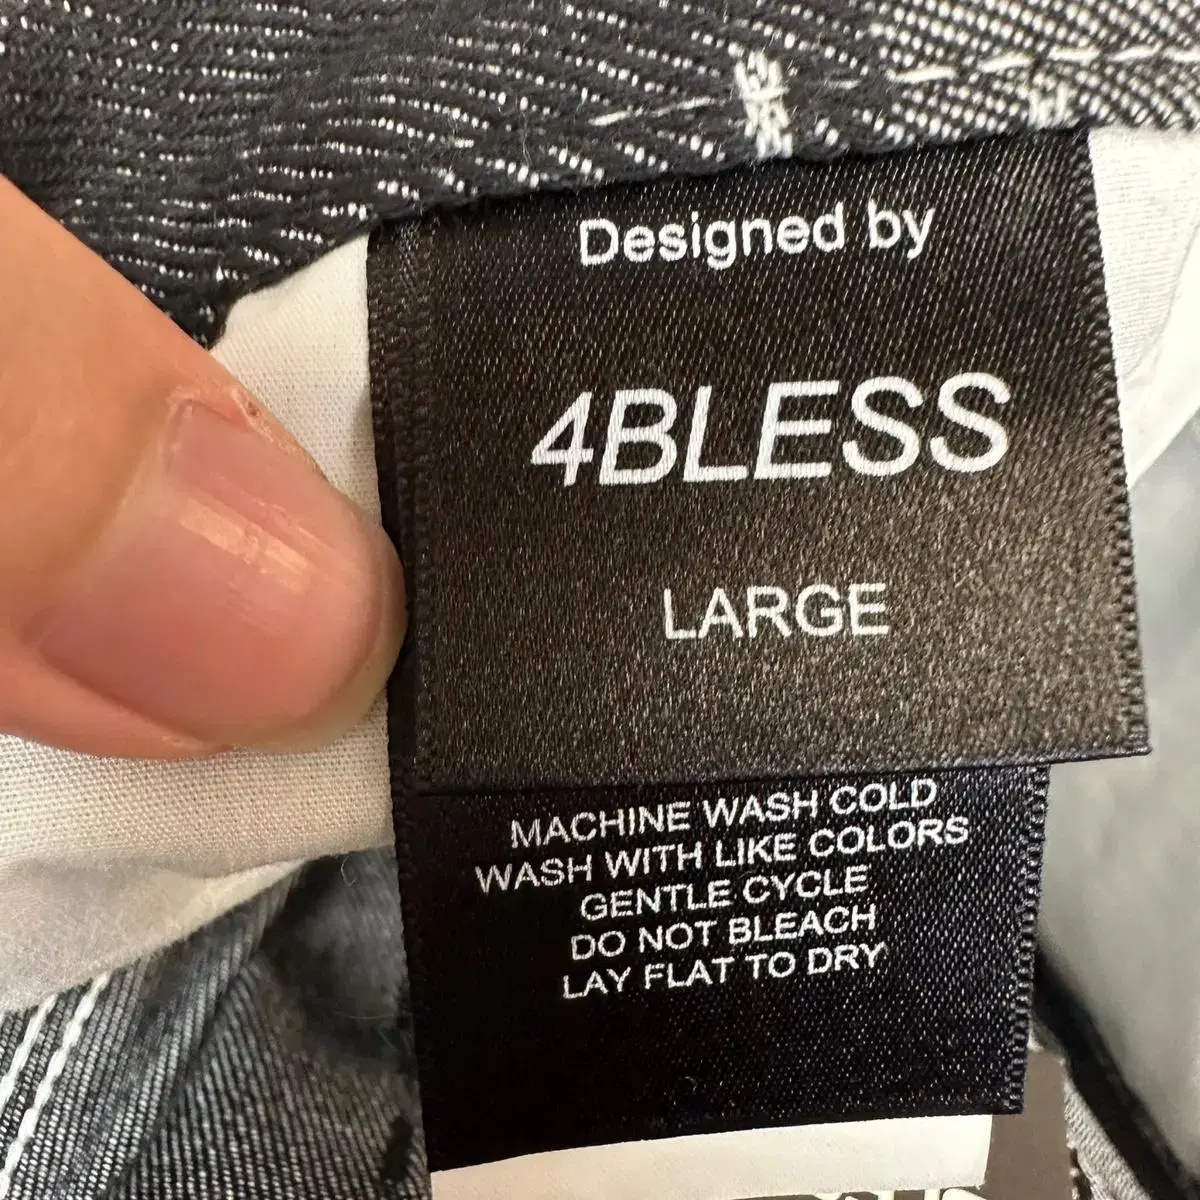 Designed by
4BLESS
LARGE
MACHINE WASH COLD
WASH WITH LIKE COLORS
GENTLE CYCLE
DO NOT BLEACH
LAY FLAT TO DRY